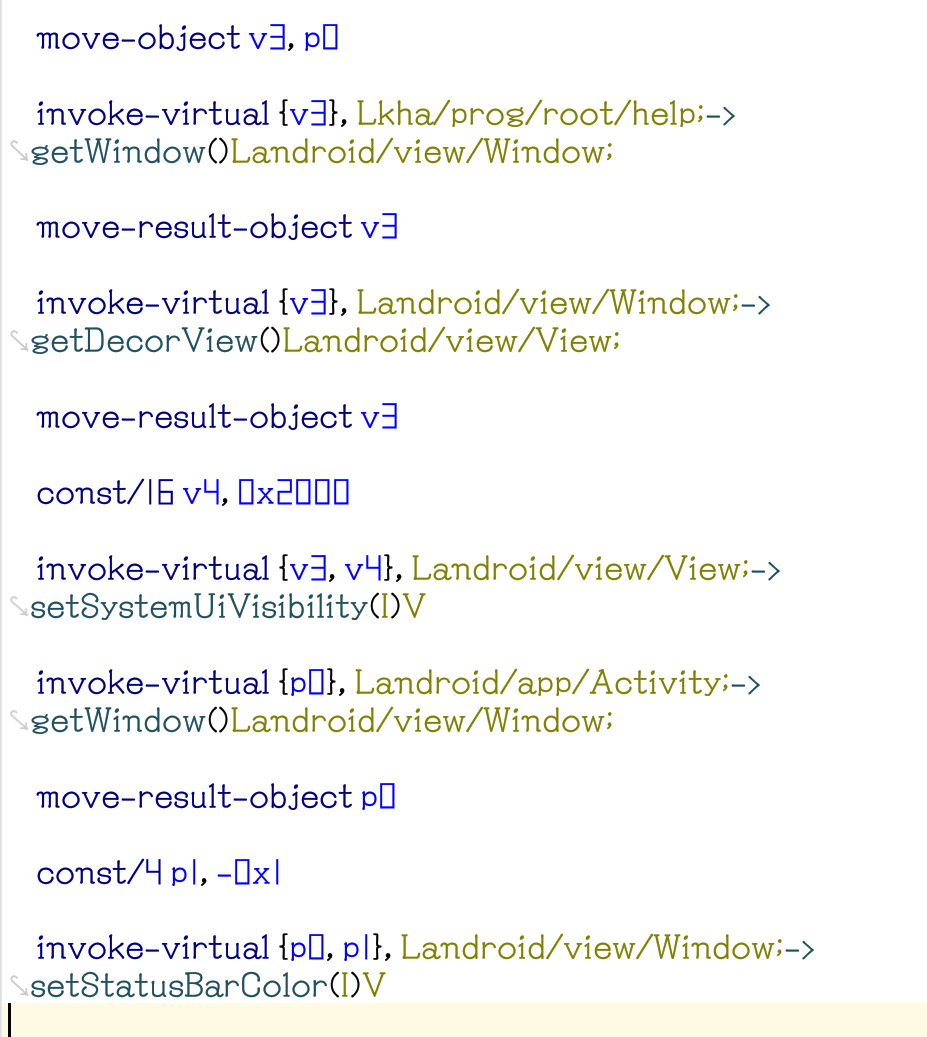 move-object v3, p0
invoke-virtual {v3}, Lkha/prog/root/help;->
getWindow()Landroid/view/Window;
move-result-object v3
invoke-virtual {v3}, Landroid/view/Window;->
getDecorView()Landroid/view/View;
move-result-object v3
const/16 v4, 0x2000
invoke-virtual {v3, v4}, Landroid/view/View;->
setSystemUiVisibility(I)V
invoke-virtual {p0}, Landroid/app/Activity;->
getWindow()Landroid/view/Window;
move-result-object p0
const/4 p1, -0x1
invoke-virtual {p0, p1}, Landroid/view/Window;->
setStatusBarColor(I)V